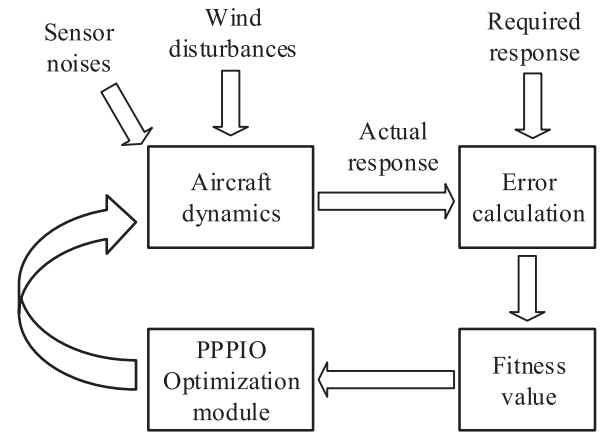 Sensor
noises
Wind
disturbances
Required
response
Actual
response
Aircraft
dynamics
Error
calculation
PPPIO
Optimization
module
Fitness
value